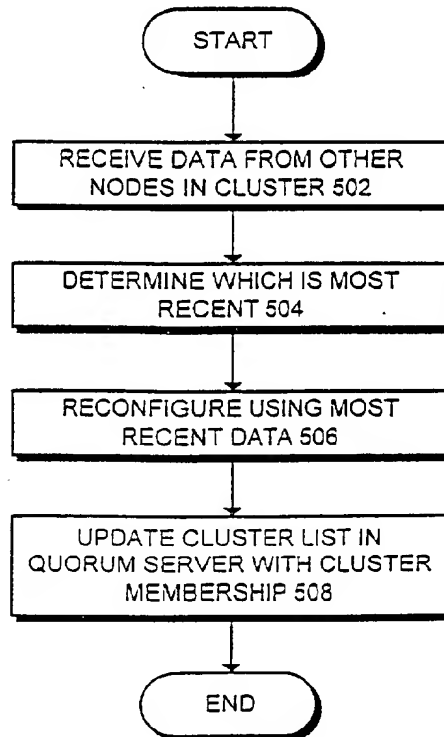 START
RECEIVE DATA FROM OTHER
NODES IN CLUSTER 502
DETERMINE WHICH IS MOST
RECENT 504
RECONFIGURE USING MOST
RECENT DATA 506
UPDATE CLUSTER LIST IN
QUORUM SERVER WITH CLUSTER
MEMBERSHIP 508
END